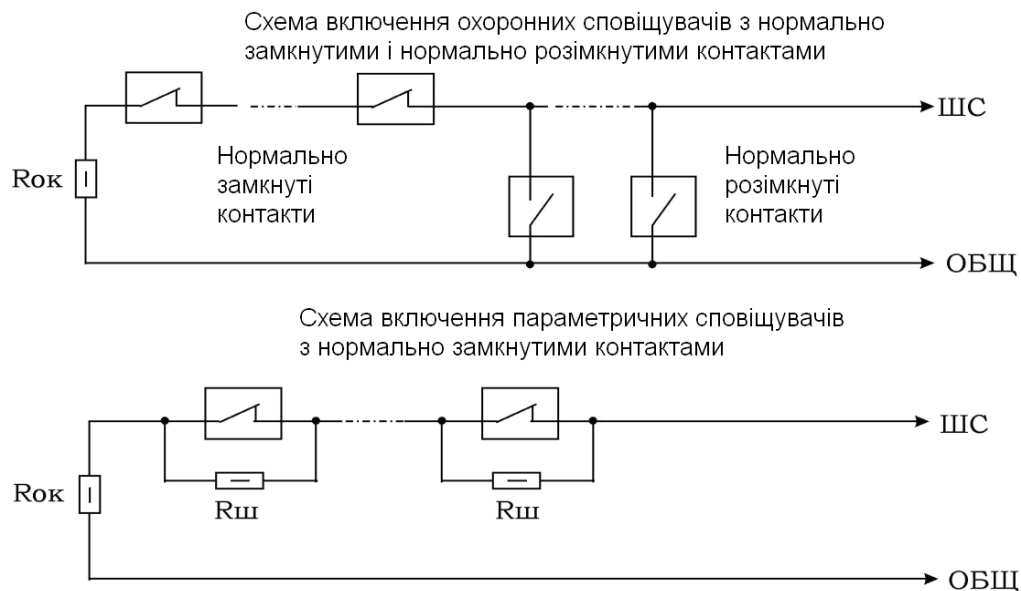 Схема включення охоронних сповіщувачів з нормально
замкнутими і нормально розімкнутими контактами
ШС
Нормально
замкнуті
контакти
Нормально
розімкнуті
контакти
Rок
ОБЩ
Схема включення параметричних сповіщувачів
з нормально замкнутими контактами
ШС
Rок
Rш
Rш
ОБЩ